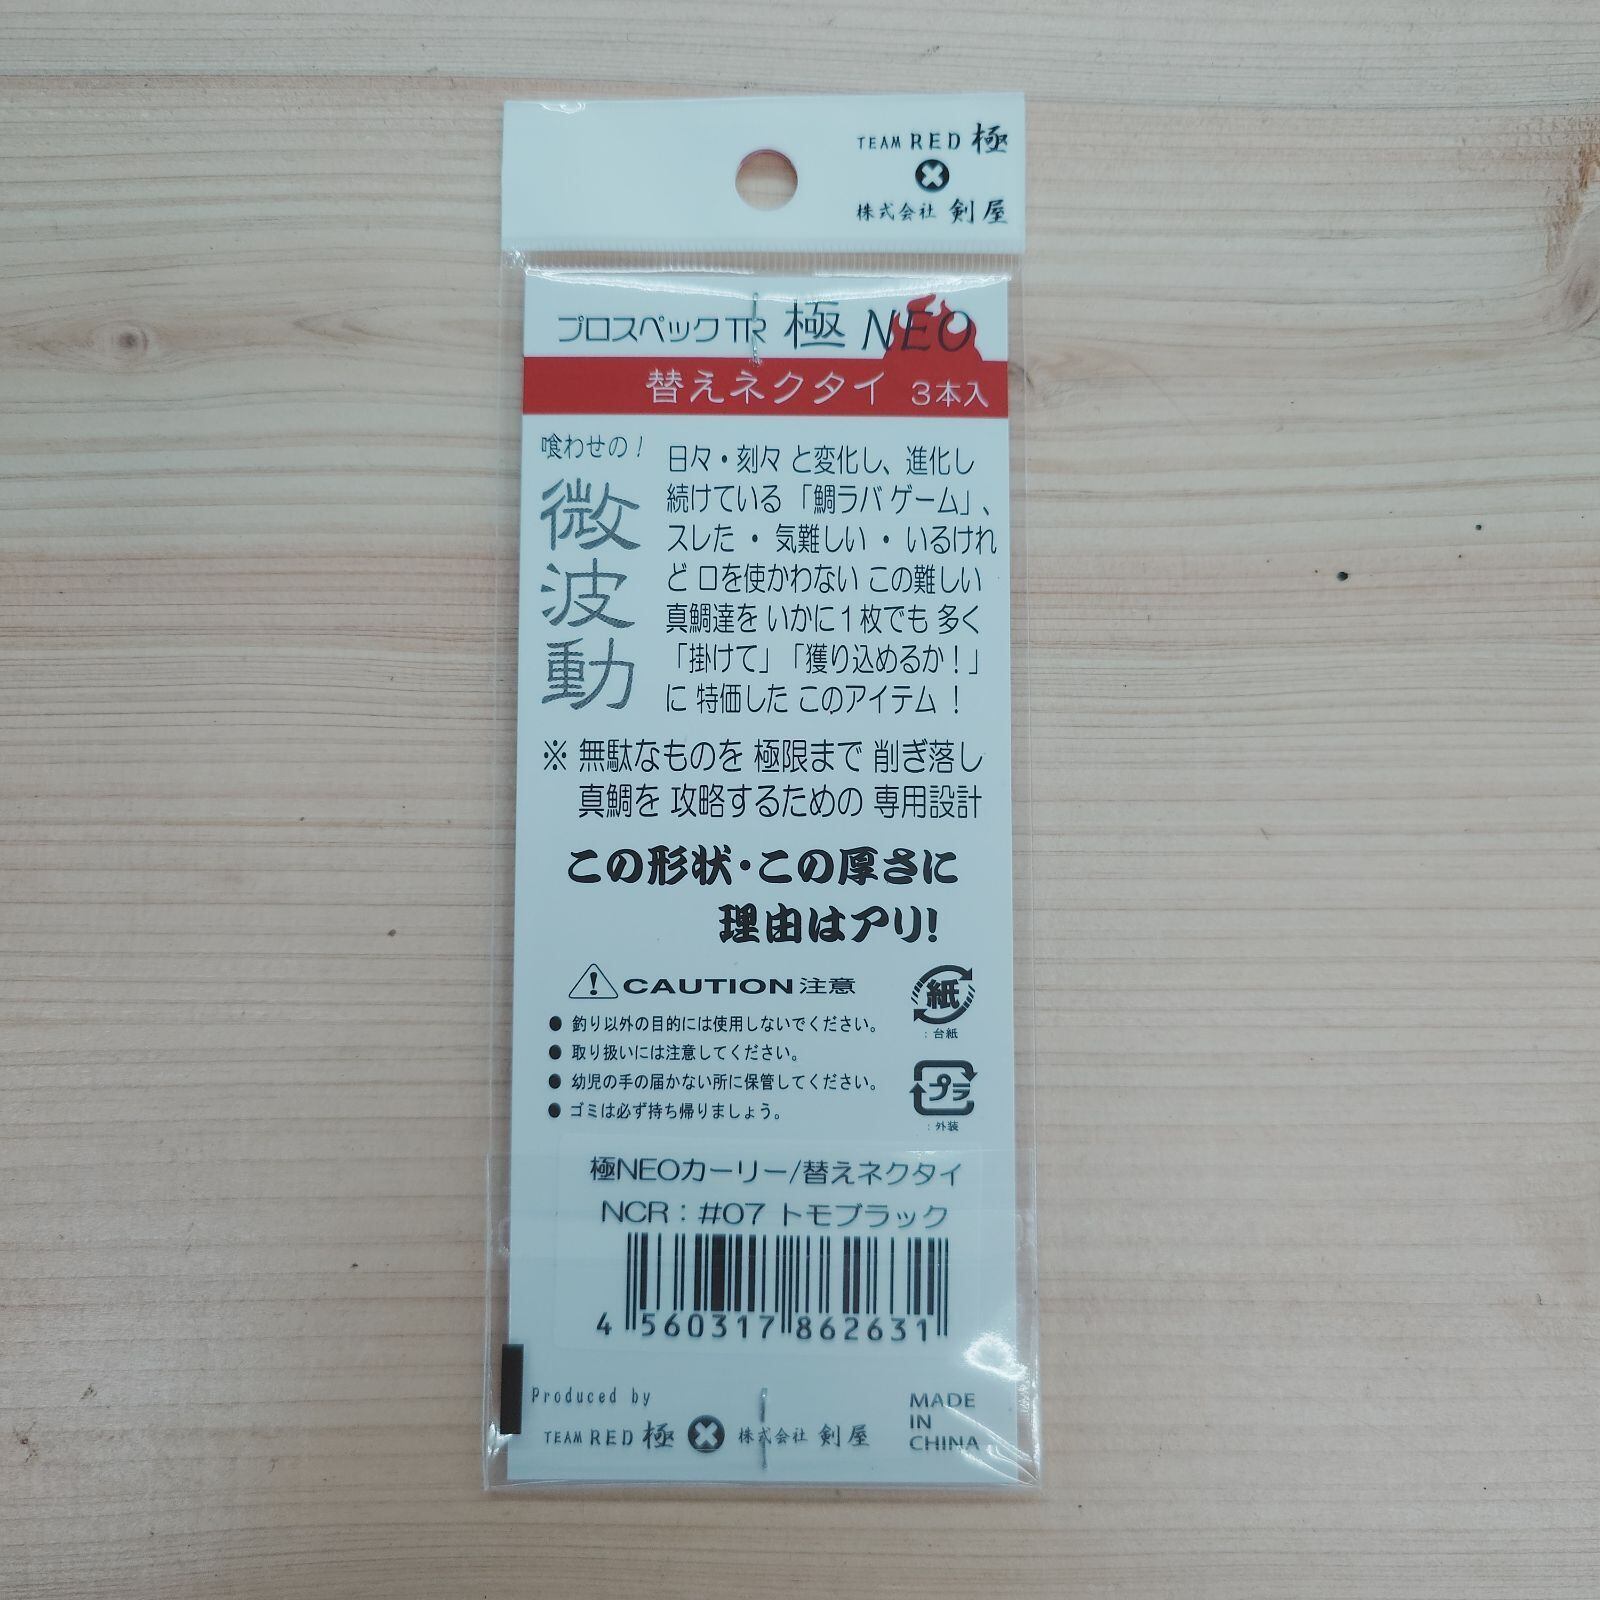 TEAM RED 極
株式会社 剣屋
プロスペックTR 極 NEO
替えネクタイ 3本入
喰わせの!
微波動
日々・刻々 と変化し、進化し
続けている 「鯛ラバ ゲーム」、
スレた ・ 気難しい ・ いるけれ
ど 口を使かわない この難しい
真鯛達を いかに1枚でも 多く
「掛けて」「獲り込めるか!」
に 特価した このアイテム !
※ 無駄なものを 極限まで 削ぎ落し
真鯛を 攻略するための 専用設計
この形状・この厚さに
理由はアリ!
CAUTION 注意
● 釣り以外の目的には使用しないでください。
● 取り扱いには注意してください。
● 幼児の手の届かない所に保管してください。
● ゴミは必ず持ち帰りましょう。
紙
:台紙
プラ
:外装
極NEOカーリー/替えネクタイ
NCR:#07 トモブラック
4 560317 862631
Produced by
TEAM RED 極 株式会社 剣屋
MADE
IN
CHINA